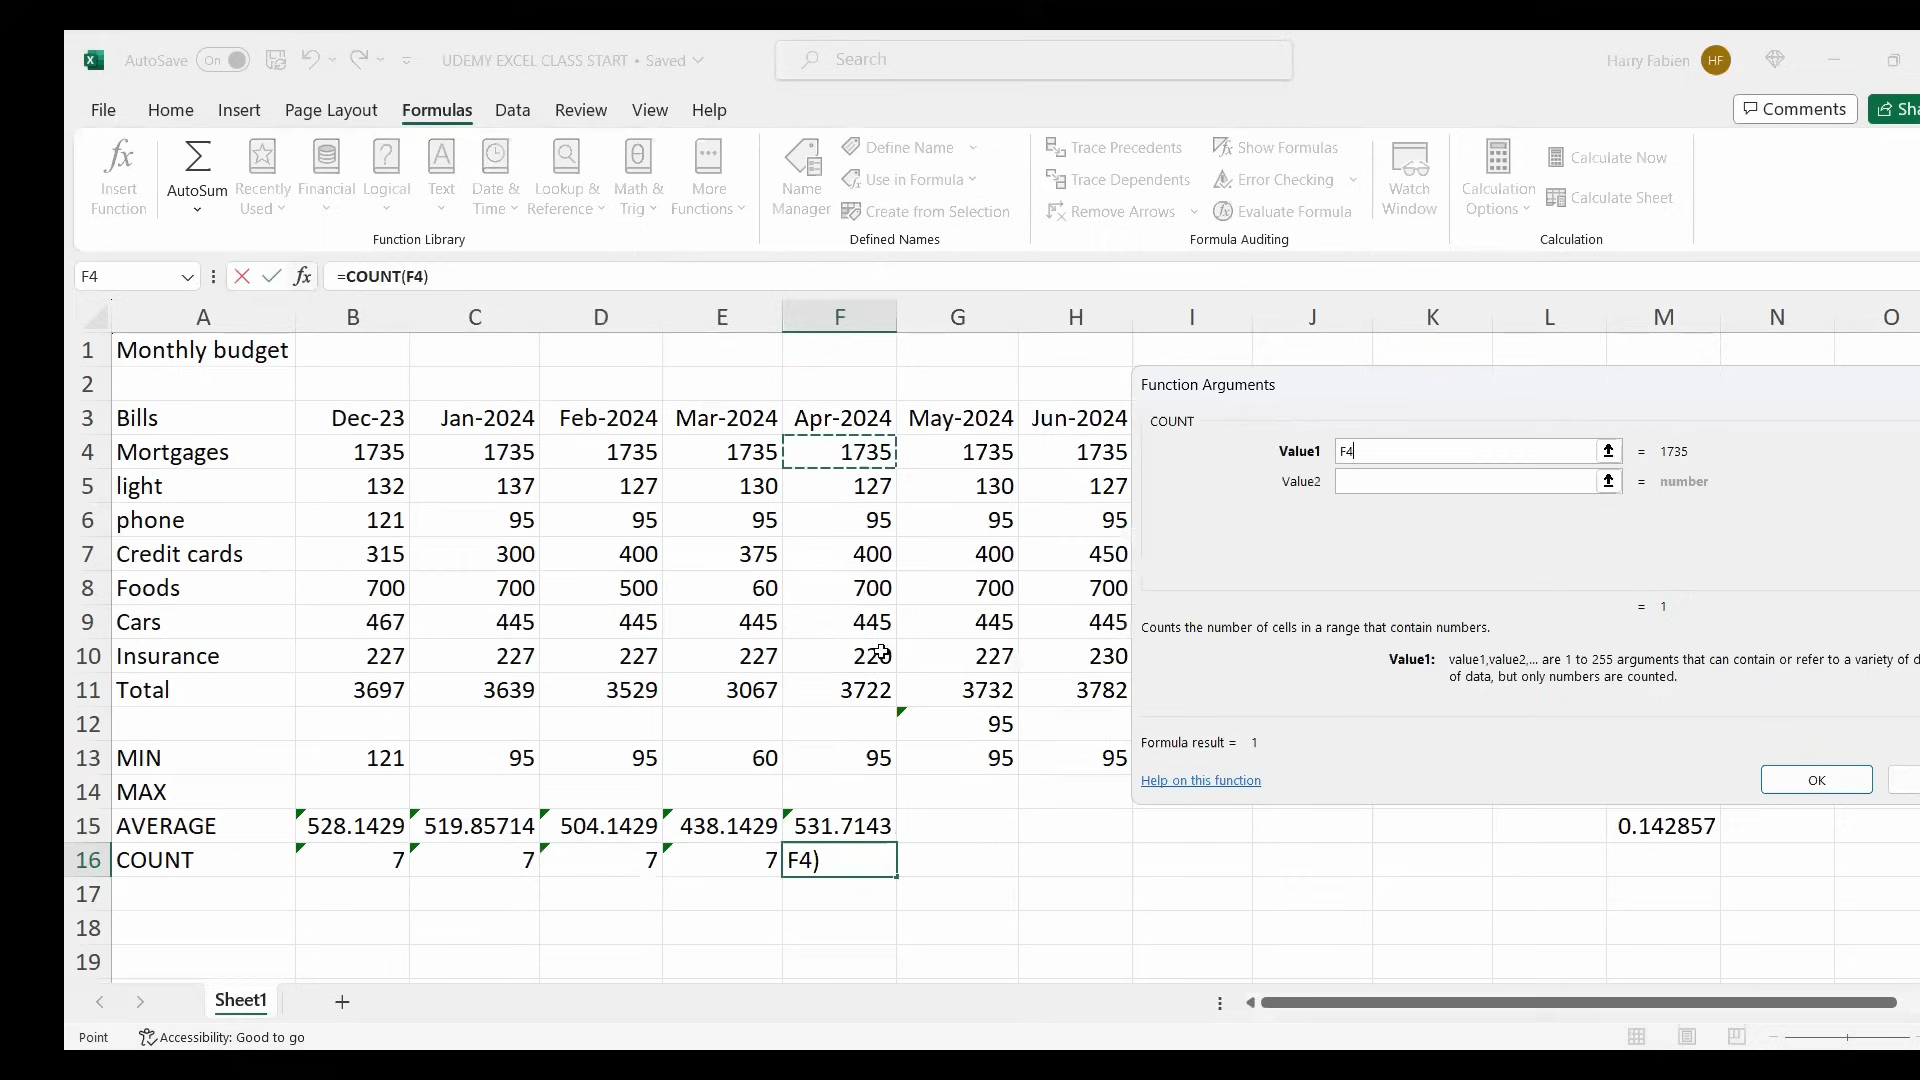 AutoSave On UDEMY EXCEL CLASS START • Saved Search Harry Fabien HF
File Home Insert Page Layout Formulas Data Review View Help Comments Sha
Insert Function
AutoSum
Recently Used
Financial
Logical
Text
Date & Time
Lookup & Reference
Math & Trig
More Functions
Function Library
Name Manager
Define Name
Use in Formula
Create from Selection
Defined Names
Trace Precedents
Trace Dependents
Remove Arrows
Show Formulas
Error Checking
Evaluate Formula
Formula Auditing
Watch Window
Calculation Options
Calculate Now
Calculate Sheet
Calculation
F4 fx =COUNT(F4)
A B C D E F G H I J K L M N O
1 Monthly budget
2
3 Bills Dec-23 Jan-2024 Feb-2024 Mar-2024 Apr-2024 May-2024 Jun-2024
4 Mortgages 1735 1735 1735 1735 1735 1735 1735
5 light 132 137 127 130 127 130 127
6 phone 121 95 95 95 95 95 95
7 Credit cards 315 300 400 375 400 400 450
8 Foods 700 700 500 60 700 700 700
9 Cars 467 445 445 445 445 445 445
10 Insurance 227 227 227 227 227 230
11 Total 3697 3639 3529 3067 3722 3732 3782
12 95
13 MIN 121 95 95 60 95 95 95
14 MAX
15 AVERAGE 528.1429 519.85714 504.1429 438.1429 531.7143 0.142857
16 COUNT 7 7 7 7 F4)
17
18
19
Function Arguments
COUNT
Value1 F4 = 1735
Value2 = number
= 1
Counts the number of cells in a range that contain numbers.
Value1: value1,value2,... are 1 to 255 arguments that can contain or refer to a variety of d
of data, but only numbers are counted.
Formula result = 1
Help on this function
OK
Sheet1
Point Accessibility: Good to go